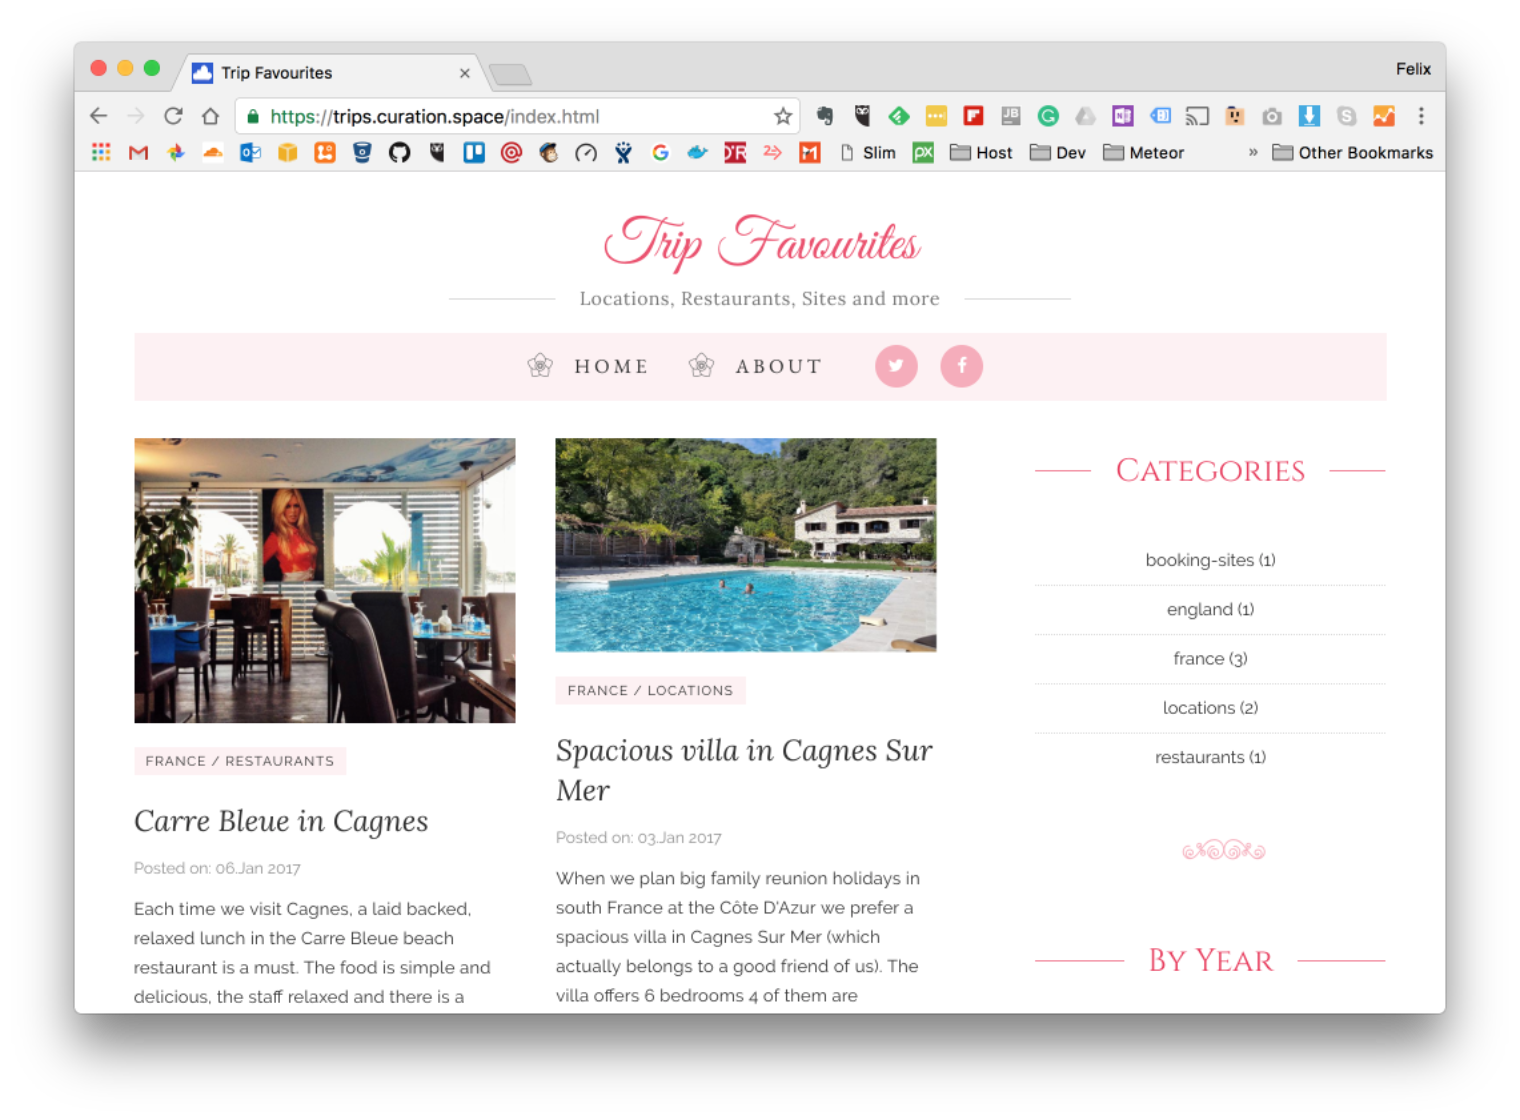 Trip Favourites
Felix
https://trips.curation.space/index.html
Slim
Host
Dev
Meteor
» Other Bookmarks
Trip Favourites
Locations, Restaurants, Sites and more
HOME
ABOUT
FRANCE / RESTAURANTS
Carre Bleue in Cagnes
Posted on: 06.Jan 2017
Each time we visit Cagnes, a laid backed,
relaxed lunch in the Carre Bleue beach
restaurant is a must. The food is simple and
delicious, the staff relaxed and there is a
FRANCE / LOCATIONS
Spacious villa in Cagnes Sur
Mer
Posted on: 03.Jan 2017
When we plan big family reunion holidays in
south France at the Côte D'Azur we prefer a
spacious villa in Cagnes Sur Mer (which
actually belongs to a good friend of us). The
villa offers 6 bedrooms 4 of them are
CATEGORIES
booking-sites (1)
england (1)
france (3)
locations (2)
restaurants (1)
BY YEAR